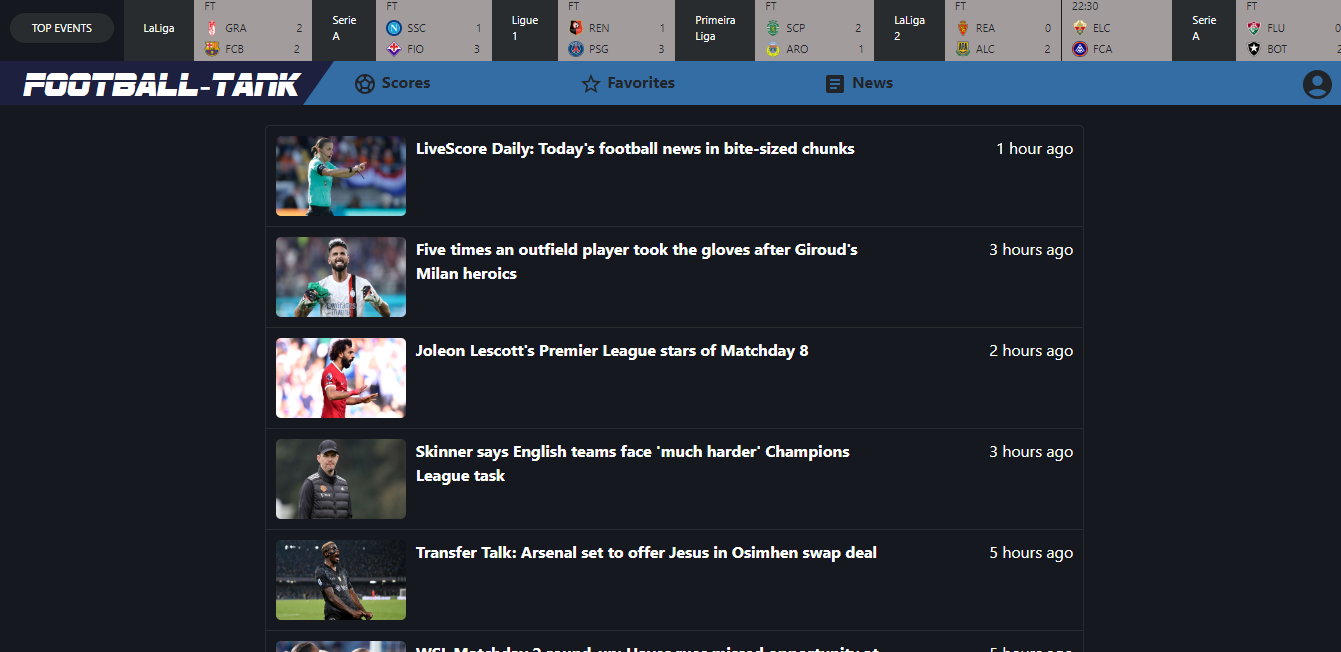 TOP EVENTS
LaLiga
FT
GRA 2
FCB 2
Serie
A
FT
SSC 1
FIO 3
Ligue
1
FT
REN 1
PSG 3
Primeira
Liga
FT
SCP 2
ARO 1
LaLiga
2
FT
REA 0
ALC 2
22:30
ELC
FCA
Serie
A
FT
FLU 0
BOT 2
FOOTBALL-TANK
Scores
Favorites
News
LiveScore Daily: Today's football news in bite-sized chunks
1 hour ago
Five times an outfield player took the gloves after Giroud's
Milan heroics
3 hours ago
Joleon Lescott's Premier League stars of Matchday 8
2 hours ago
Skinner says English teams face 'much harder' Champions
League task
3 hours ago
Transfer Talk: Arsenal set to offer Jesus in Osimhen swap deal
5 hours ago